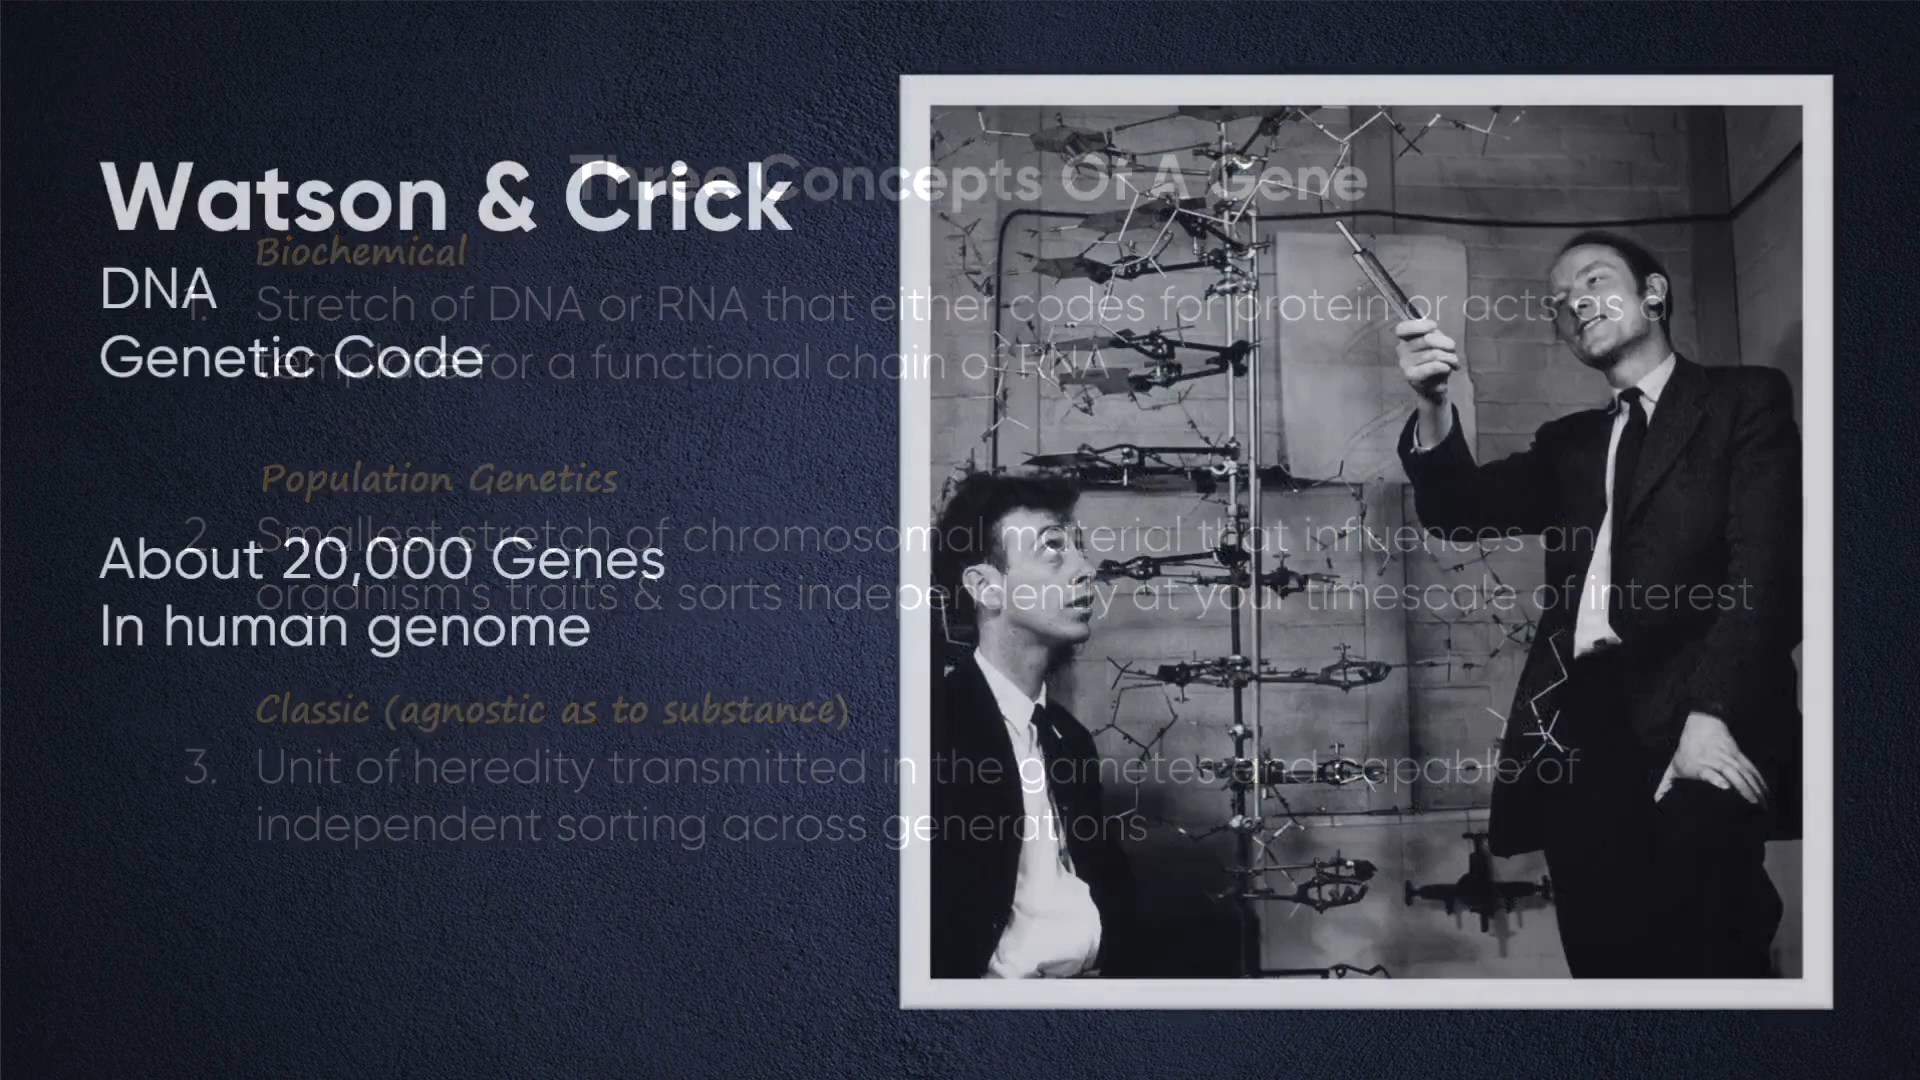 Watson & Crick
DNA
Genetic Code
About 20,000 Genes
In human genome
Three Concepts Of A Gene
Biochemical
1. Stretch of DNA or RNA that either codes for protein or acts as a
template for a functional chain of RNA
Population Genetics
2. Smallest stretch of chromosomal material that influences an
organism's traits & sorts independently at your timescale of interest
Classic (agnostic as to substance)
3. Unit of heredity transmitted in the gametes and capable of
independent sorting across generations